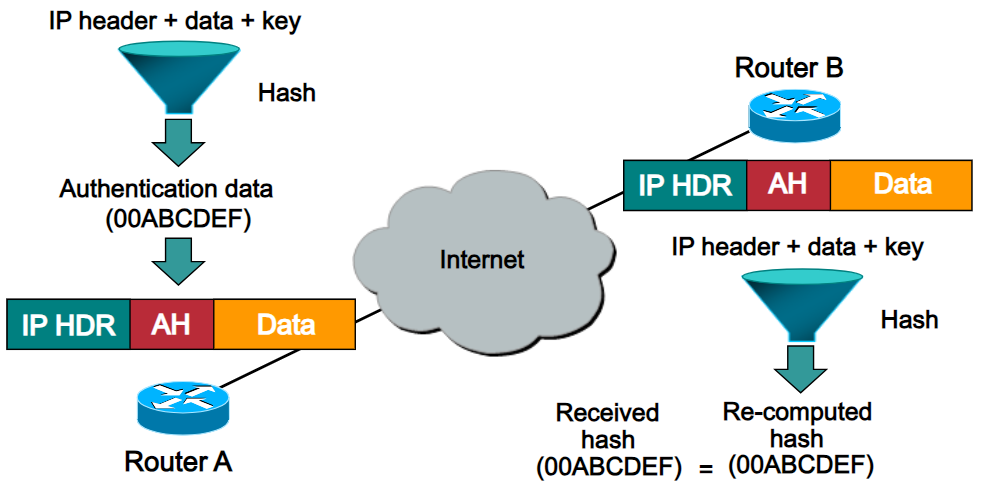 IP header + data + key
Hash
Authentication data
(00ABCDEF)
IP HDR AH Data
Router A
Internet
Router B
IP HDR AH Data
IP header + data + key
Hash
Received
hash
(00ABCDEF)
=
Re-computed
hash
(00ABCDEF)